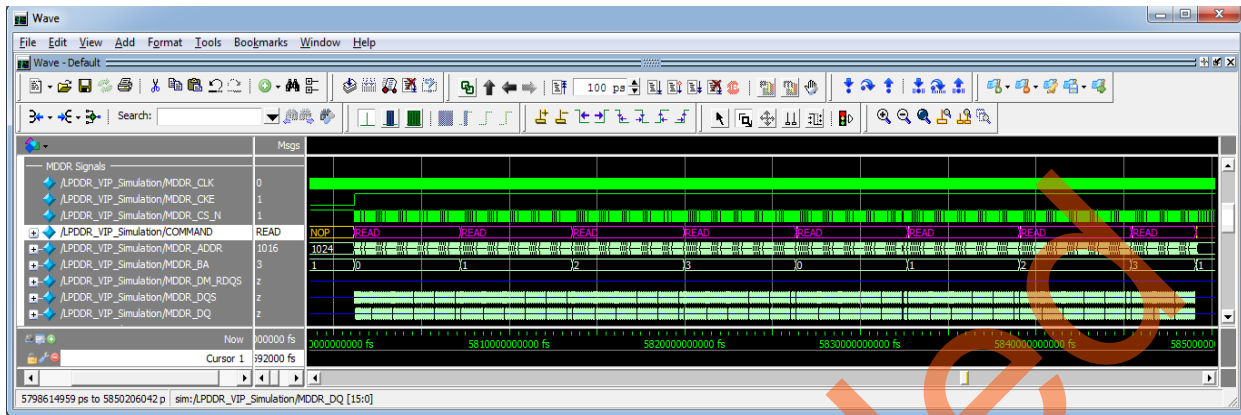 Wave
File Edit View Add Format Tools Bookmarks Window Help
Wave - Default
100 ps
Search:
Msgs
MDDR Signals
/LPDDR_VIP_Simulation/MDDR_CLK 0
/LPDDR_VIP_Simulation/MDDR_CKE 1
/LPDDR_VIP_Simulation/MDDR_CS_N 1
/LPDDR_VIP_Simulation/COMMAND READ NOP READ READ READ READ READ READ READ READ
/LPDDR_VIP_Simulation/MDDR_ADDR 1016 1024
/LPDDR_VIP_Simulation/MDDR_BA 3 1 0 1 2 3 0 1 2 3 1
/LPDDR_VIP_Simulation/MDDR_DM_RDQS z
/LPDDR_VIP_Simulation/MDDR_DQS z
/LPDDR_VIP_Simulation/MDDR_DQ z
Now 000000 fs
Cursor 1 592000 fs
5810000000000 fs 5820000000000 fs 5830000000000 fs 5840000000000 fs
5798614959 ps to 5850206042 p sim:/LPDDR_VIP_Simulation/MDDR_DQ [15:0]